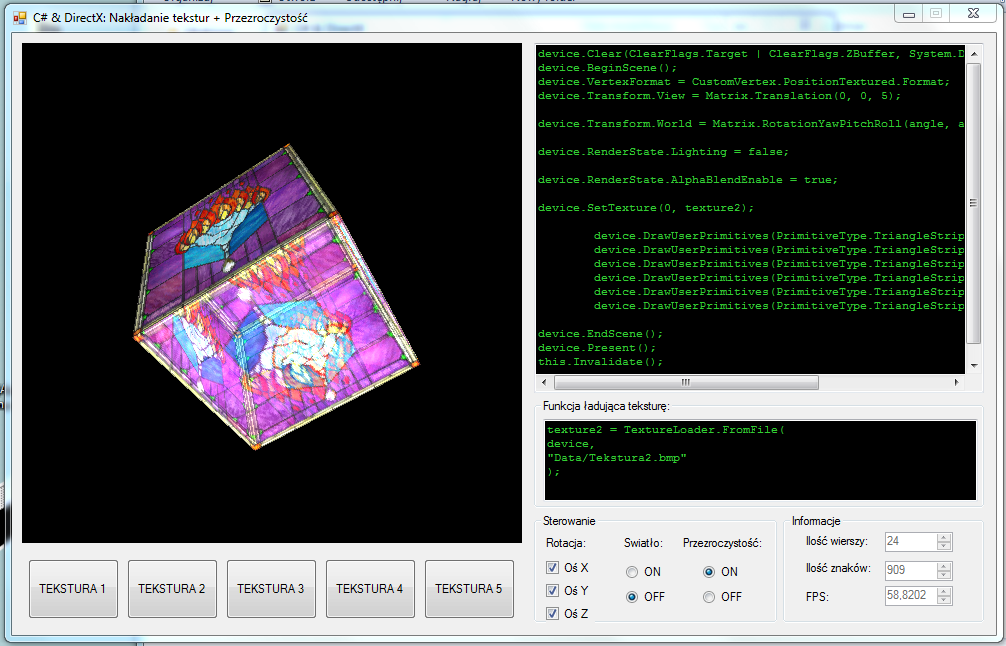 C# & DirectX: Nakładanie tekstur + Przezroczystość
device.Clear(ClearFlags.Target | ClearFlags.ZBuffer, System.D
device.BeginScene();
device.VertexFormat = CustomVertex.PositionTextured.Format;
device.Transform.View = Matrix.Translation(0, 0, 5);
device.Transform.World = Matrix.RotationYawPitchRoll(angle, a
device.RenderState.Lighting = false;
device.RenderState.AlphaBlendEnable = true;
device.SetTexture(0, texture2);
device.DrawUserPrimitives(PrimitiveType.TriangleStrip
device.DrawUserPrimitives(PrimitiveType.TriangleStrip
device.DrawUserPrimitives(PrimitiveType.TriangleStrip
device.DrawUserPrimitives(PrimitiveType.TriangleStrip
device.DrawUserPrimitives(PrimitiveType.TriangleStrip
device.DrawUserPrimitives(PrimitiveType.TriangleStrip
device.EndScene();
device.Present();
this.Invalidate();
Funkcja ładująca teksturę:
texture2 = TextureLoader.FromFile(
device,
"Data/Tekstura2.bmp"
);
Sterowanie
Rotacja:
Oś X
Oś Y
Oś Z
Swiatło:
ON
OFF
Przezroczystość:
ON
OFF
Informacje
Ilość wierszy: 24
Ilość znaków: 909
FPS: 58,8202
TEKSTURA 1
TEKSTURA 2
TEKSTURA 3
TEKSTURA 4
TEKSTURA 5